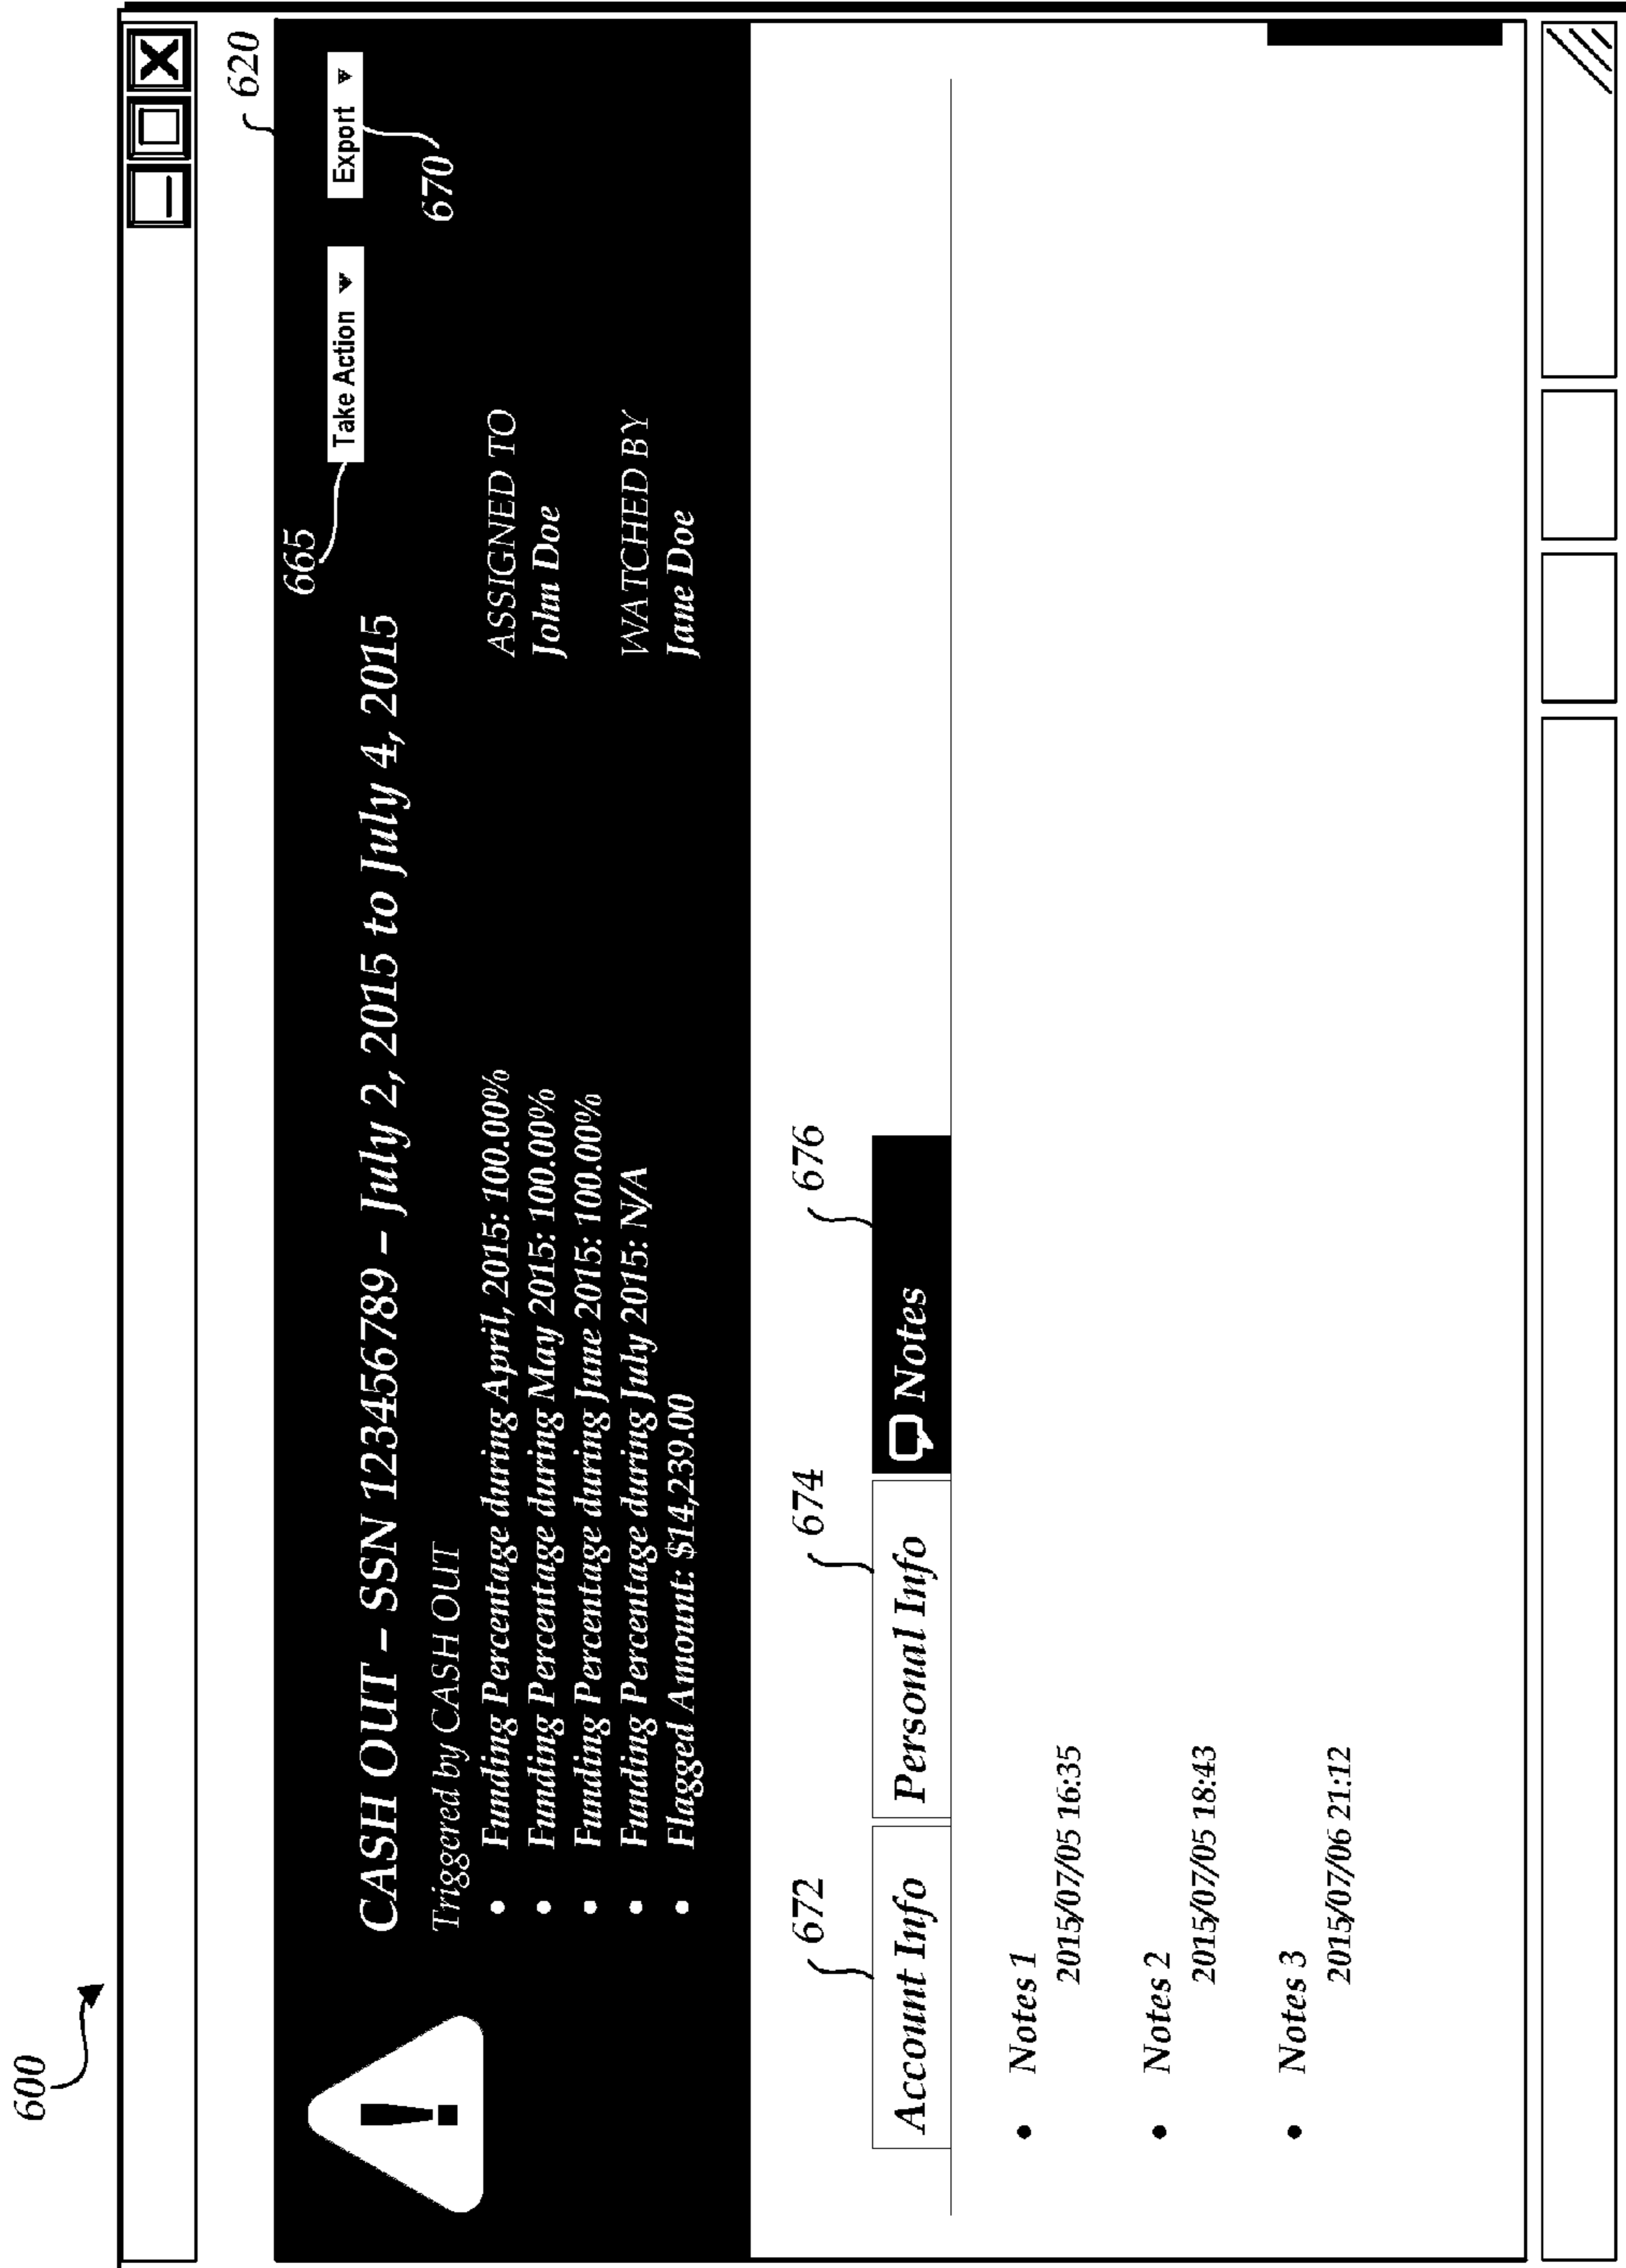 600
620
665
Take Action
Export
670
CASH OUT – SSN 123456789 – July 2, 2015 to July 4, 2015
Triggered by CASH OUT
• Funding Percentage during April, 2015: 100.00%
• Funding Percentage during May 2015: 100.00%
• Funding Percentage during June 2015: 100.00%
• Funding Percentage during July 2015: N/A
• Flagged Amount: $14,239.00
ASSIGNED TO
John Doe
WATCHED BY
Jane Doe
672
674
676
Account Info
Personal Info
Notes
• Notes 1
2015/07/05 16:35
• Notes 2
2015/07/05 18:43
• Notes 3
2015/07/06 21:12